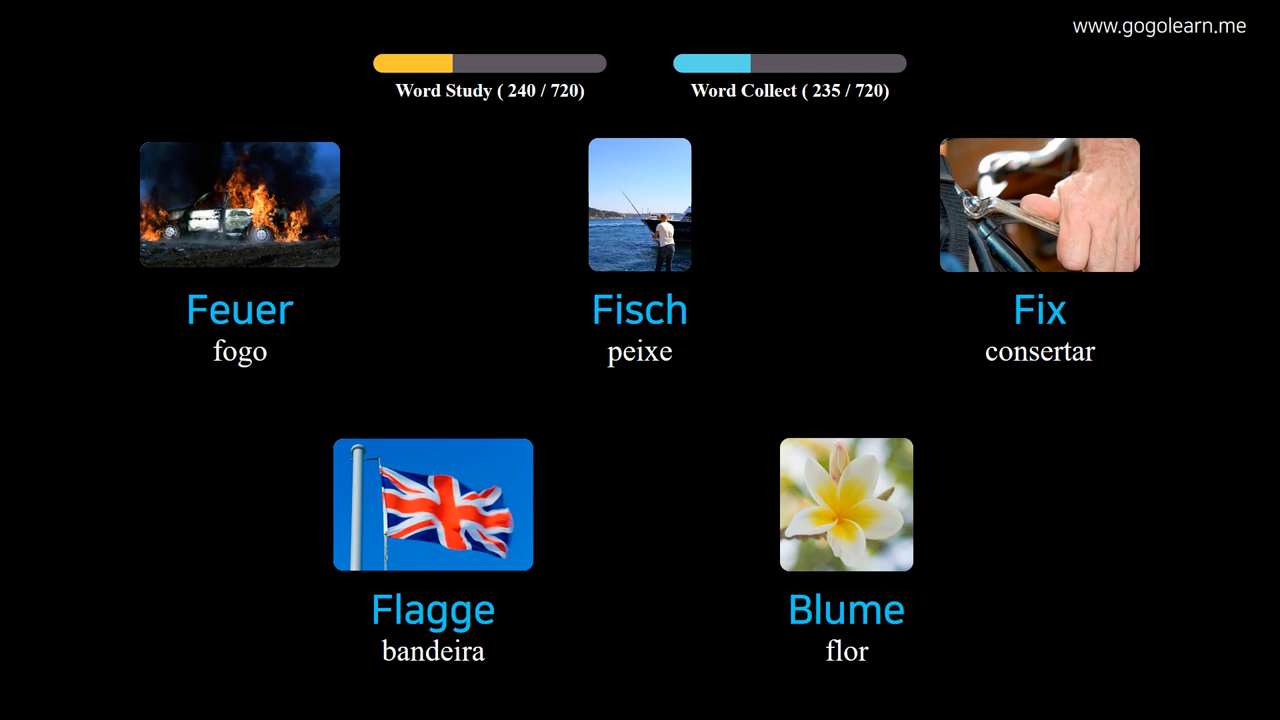 www.gogolearn.me
Word Study ( 240 / 720)
Word Collect ( 235 / 720)
Feuer
fogo
Fisch
peixe
Fix
consertar
Flagge
bandeira
Blume
flor